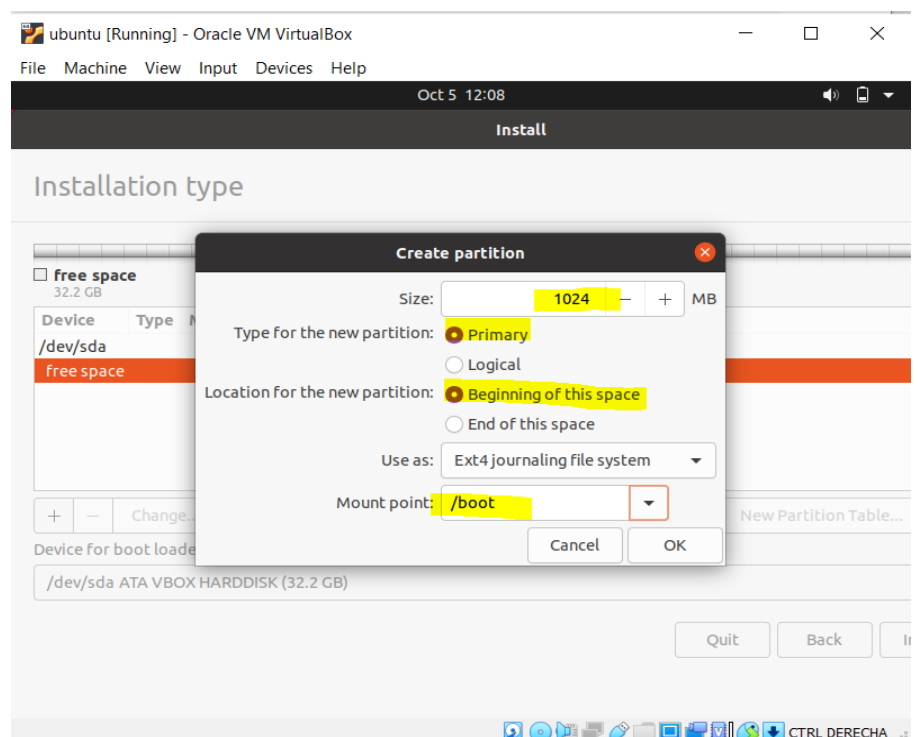 ubuntu [Running] - Oracle VM VirtualBox
File Machine View Input Devices Help
Oct 5 12:08
Install
Installation type
Create partition
free space
32.2 GB
Size: 1024 − + MB
Device Type
Type for the new partition: Primary
/dev/sda
Logical
free space
Location for the new partition: Beginning of this space
End of this space
Use as: Ext4 journaling file system
Mount point: /boot
+ − Change... New Partition Table...
Cancel OK
Device for boot loade
/dev/sda ATA VBOX HARDDISK (32.2 GB)
Quit Back
CTRL DERECHA